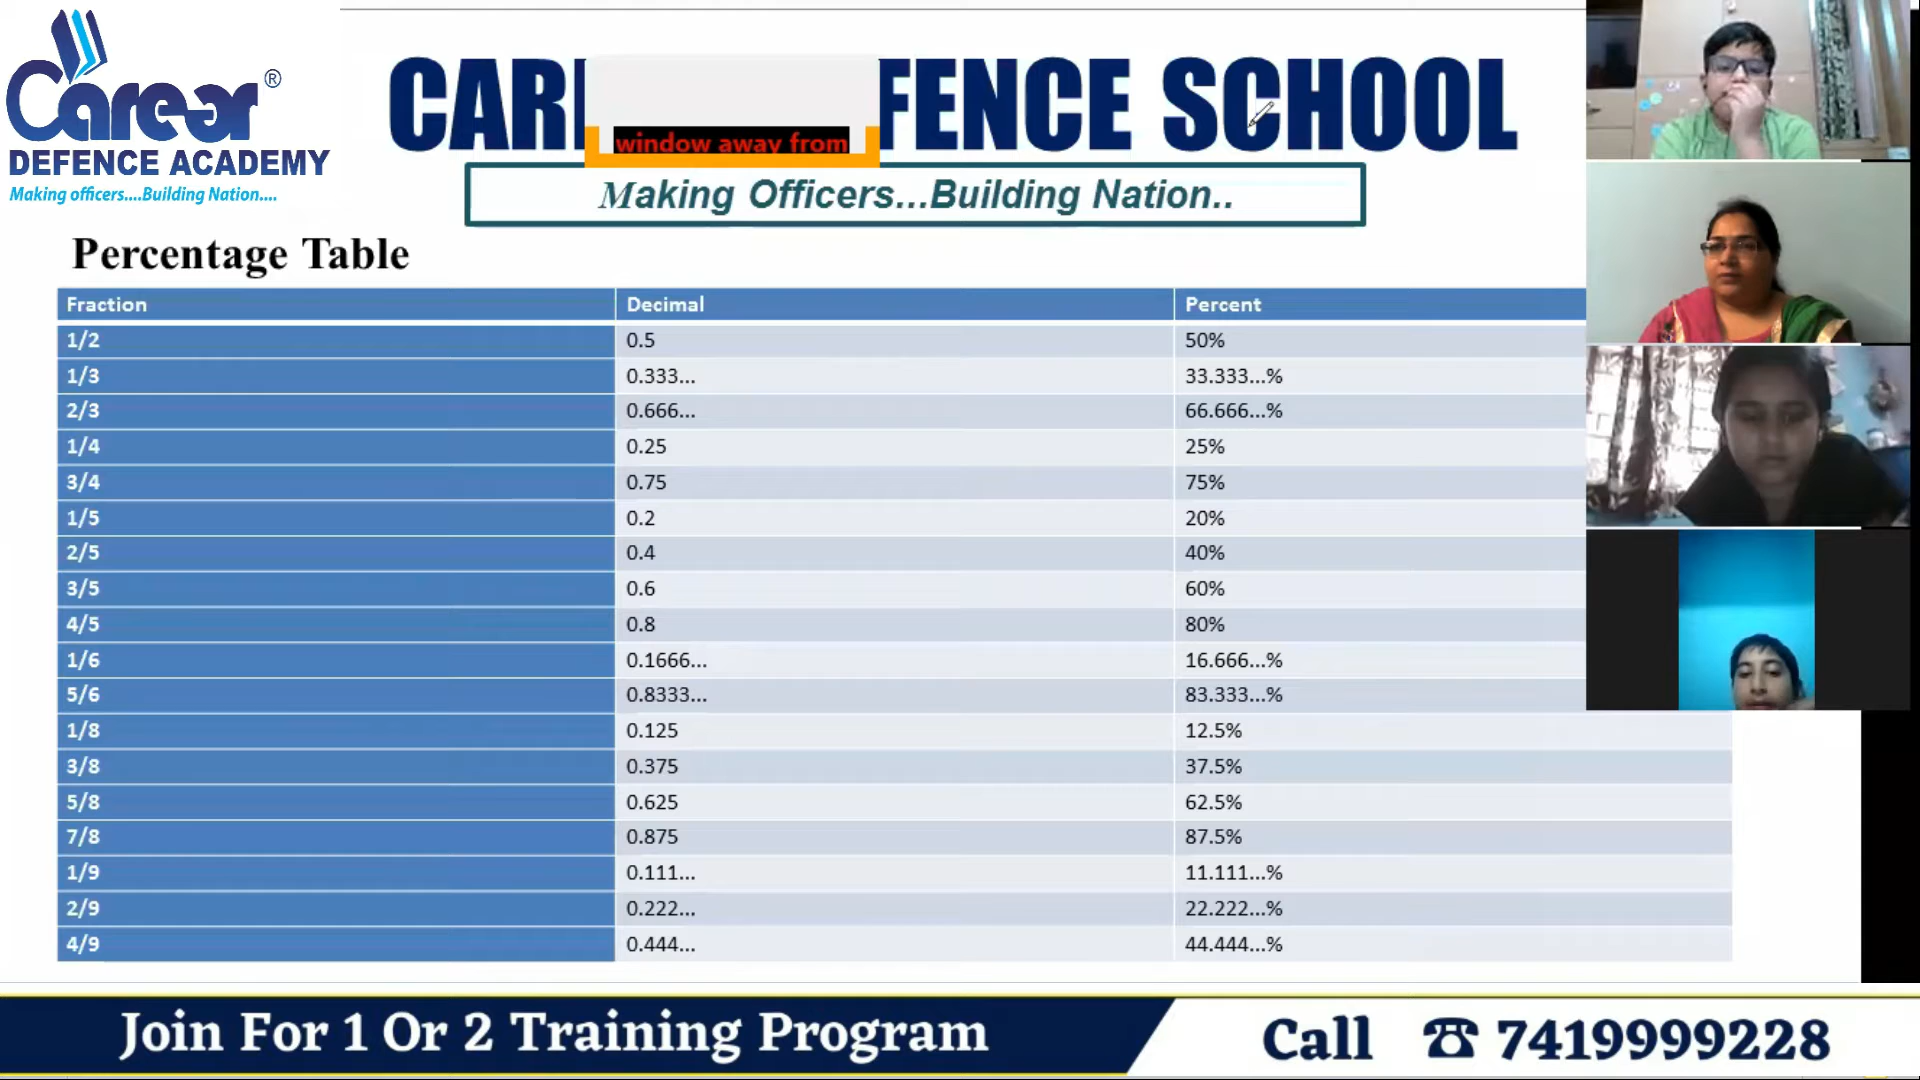 Career®
DEFENCE ACADEMY
Making officers....Building Nation....
CAR FENCE SCHOOL
window away from
Making Officers...Building Nation..
Percentage Table
Fraction Decimal Percent
1/2 0.5 50%
1/3 0.333... 33.333...%
2/3 0.666... 66.666...%
1/4 0.25 25%
3/4 0.75 75%
1/5 0.2 20%
2/5 0.4 40%
3/5 0.6 60%
4/5 0.8 80%
1/6 0.1666... 16.666...%
5/6 0.8333... 83.333...%
1/8 0.125 12.5%
3/8 0.375 37.5%
5/8 0.625 62.5%
7/8 0.875 87.5%
1/9 0.111... 11.111...%
2/9 0.222... 22.222...%
4/9 0.444... 44.444...%
Join For 1 Or 2 Training Program
Call ☎ 7419999228